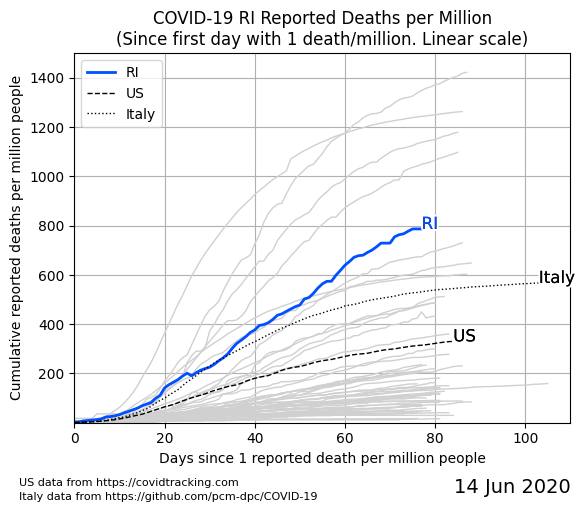 COVID-19 RI Reported Deaths per Million
(Since first day with 1 death/million. Linear scale)
Cumulative reported deaths per million people
1400
1200
1000
800
600
400
200
RI
US
Italy
RI
Italy
US
0
20
40
60
80
100
Days since 1 reported death per million people
US data from https://covidtracking.com
Italy data from https://github.com/pcm-dpc/COVID-19
14 Jun 2020